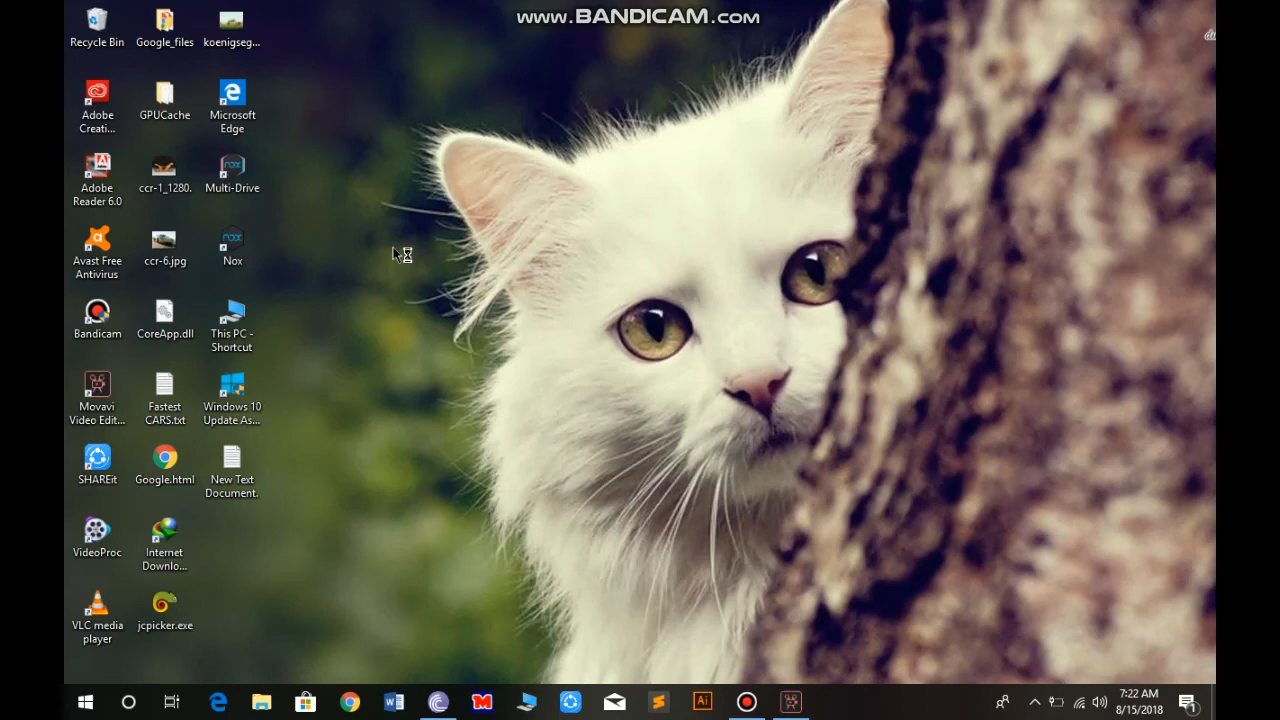 www.BANDICAM.com
Recycle Bin
Google_files
koenigseg...
Adobe
Creati...
GPUCache
Microsoft
Edge
Adobe
Reader 6.0
ccr-1_1280.
Multi-Drive
Avast Free
Antivirus
ccr-6.jpg
Nox
Bandicam
CoreApp.dll
This PC -
Shortcut
Movavi
Video Edit...
Fastest
CARS.txt
Windows 10
Update As...
SHAREit
Google.html
New Text
Document.
VideoProc
Internet
Downlo...
VLC media
player
jcpicker.exe
7:22 AM
8/15/2018